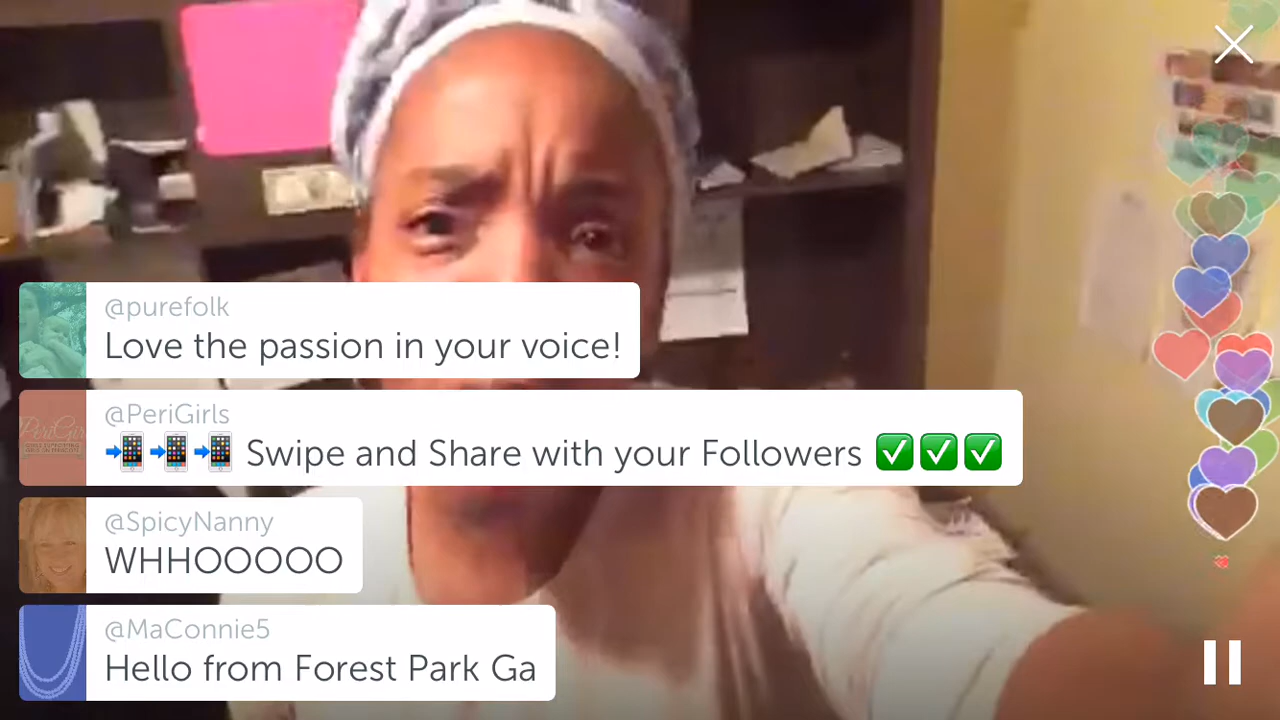 @purefolk
Love the passion in your voice!
@PeriGirls
📲📲📲 Swipe and Share with your Followers ✅✅✅
@SpicyNanny
WHHOOOOO
@MaConnie5
Hello from Forest Park Ga